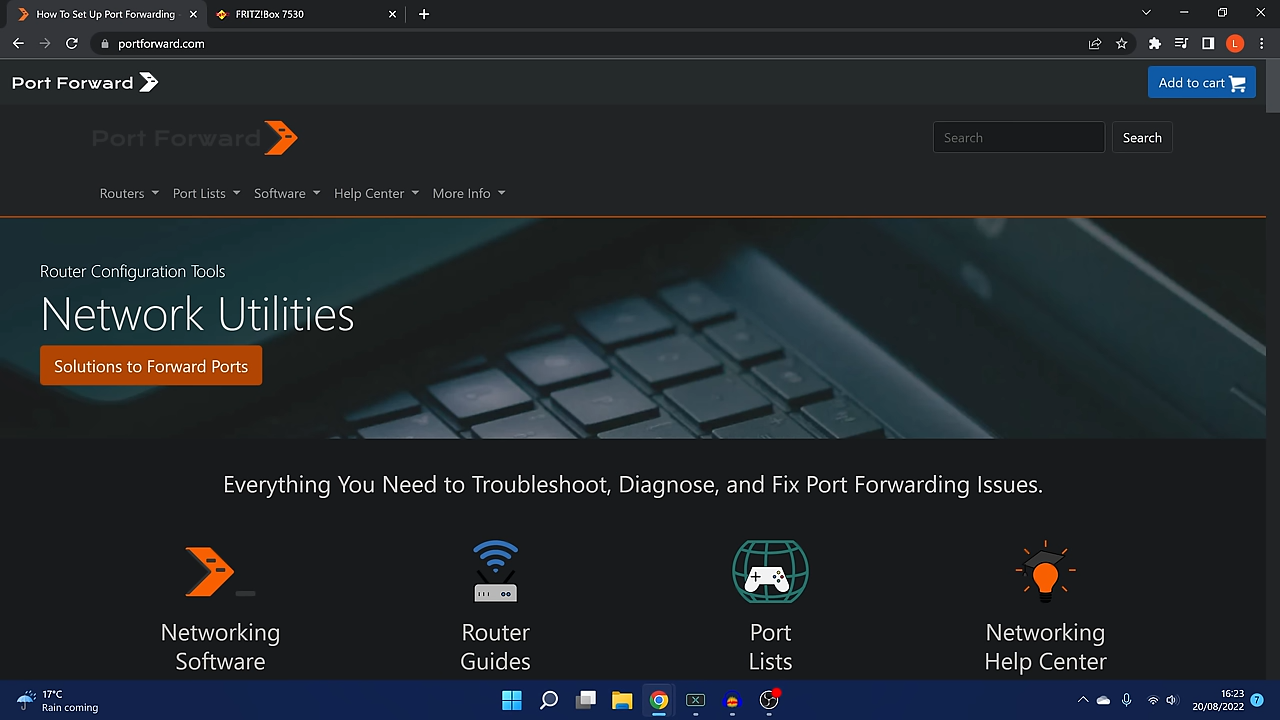 How To Set Up Port Forwarding
FRITZ!Box 7530
portforward.com
L
Port Forward
Add to cart
Port Forward
Search
Search
Routers
Port Lists
Software
Help Center
More Info
Router Configuration Tools
Network Utilities
Solutions to Forward Ports
Everything You Need to Troubleshoot, Diagnose, and Fix Port Forwarding Issues.
Networking
Software
Router
Guides
Port
Lists
Networking
Help Center
17°C
Rain coming
16:23
20/08/2022
7